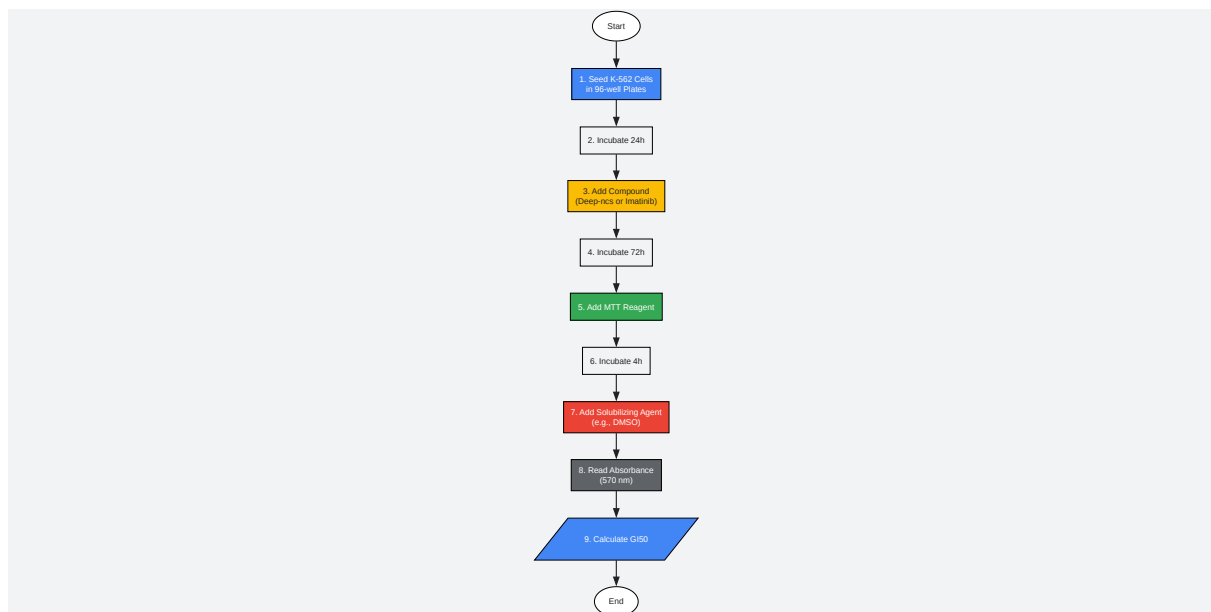 Start
1. Seed K-562 Cells
in 96-well Plates
2. Incubate 24h
3. Add Compound
(Deep-ncs or Imatinib)
4. Incubate 72h
5. Add MTT Reagent
6. Incubate 4h
7. Add Solubilizing Agent
(e.g., DMSO)
8. Read Absorbance
(570 nm)
9. Calculate GI50
End